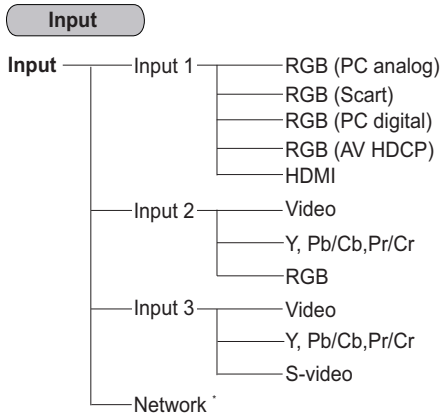 Input
Input Input 1 RGB (PC analog)
RGB (Scart)
RGB (PC digital)
RGB (AV HDCP)
HDMI
Input 2 Video
Y, Pb/Cb,Pr/Cr
RGB
Input 3 Video
Y, Pb/Cb,Pr/Cr
S-video
Network *